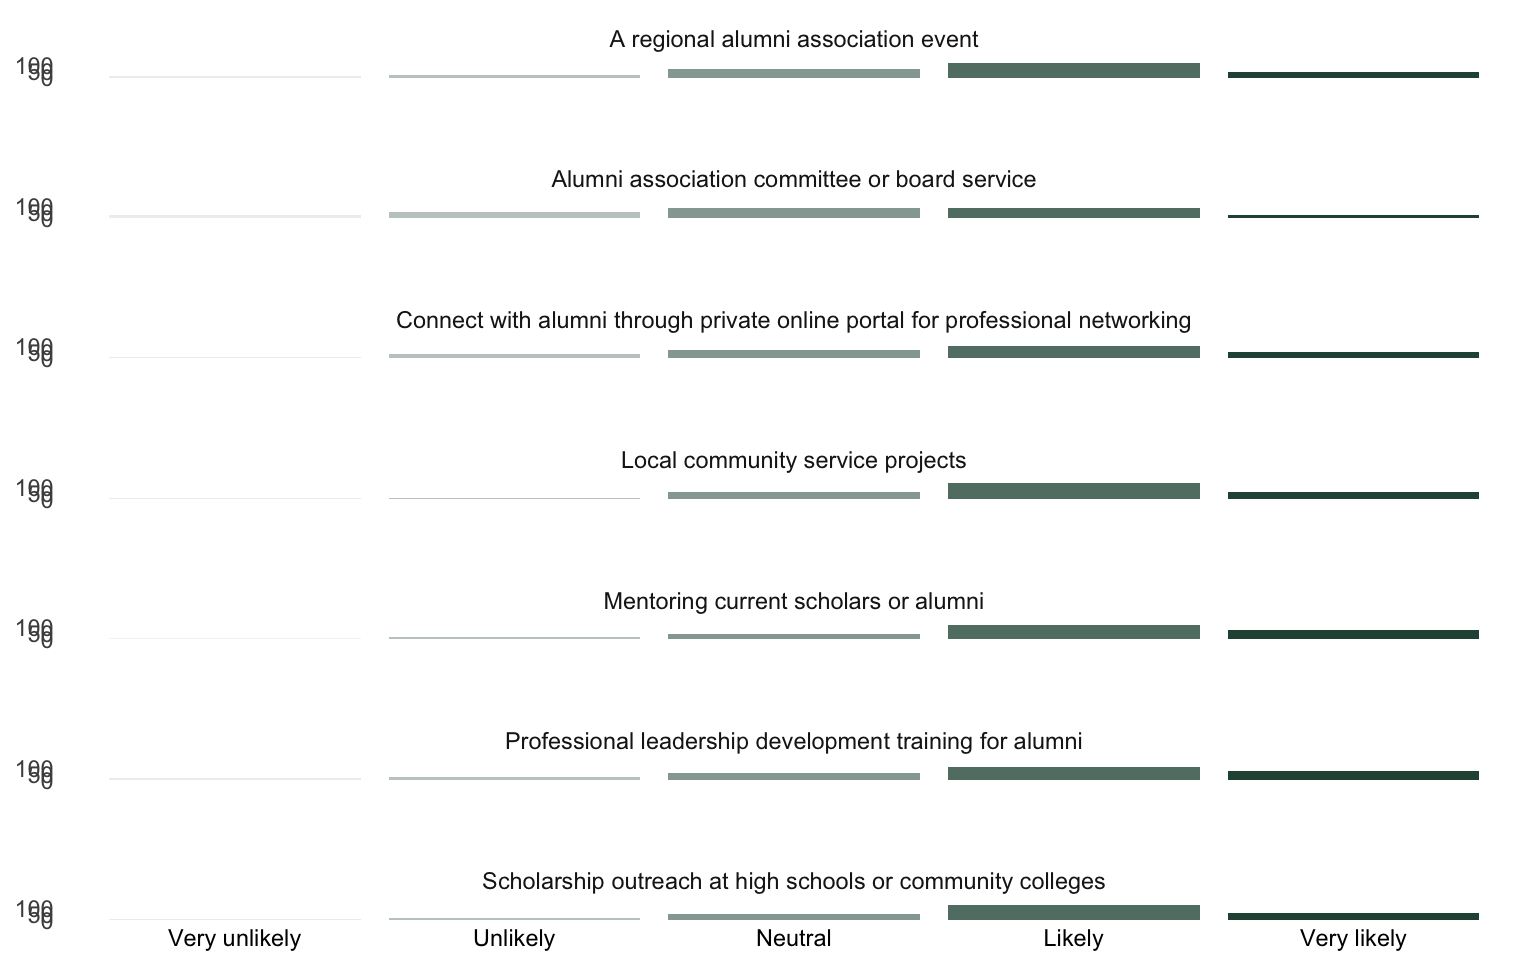 A regional alumni association event
100
50
0
Alumni association committee or board service
100
50
0
Connect with alumni through private online portal for professional networking
100
50
0
Local community service projects
100
50
0
Mentoring current scholars or alumni
100
50
0
Professional leadership development training for alumni
100
50
0
Scholarship outreach at high schools or community colleges
100
50
0
Very unlikely Unlikely Neutral Likely Very likely